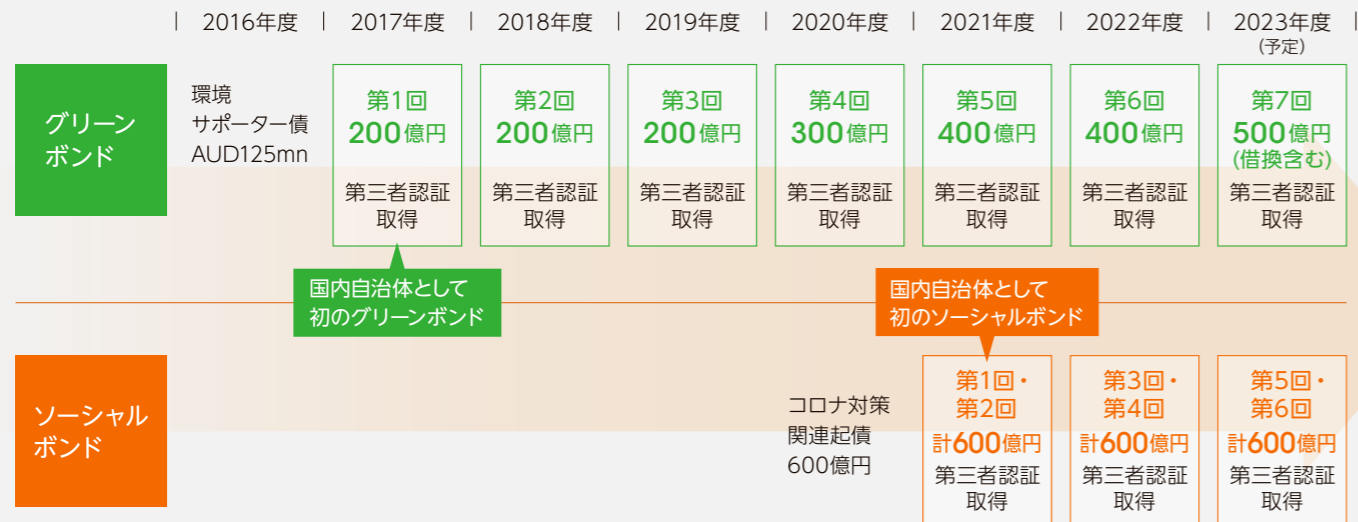 2016年度
2017年度
2018年度
2019年度
2020年度
2021年度
2022年度
2023年度
(予定)
グリーン
ボンド
環境
サポーター債
AUD125mn
第1回
200億円
第三者認証
取得
第2回
200億円
第三者認証
取得
第3回
200億円
第三者認証
取得
第4回
300億円
第三者認証
取得
第5回
400億円
第三者認証
取得
第6回
400億円
第三者認証
取得
第7回
500億円
(借換含む)
第三者認証
取得
国内自治体として
初のグリーンボンド
国内自治体として
初のソーシャルボンド
ソーシャル
ボンド
コロナ対策
関連起債
600億円
第1回・
第2回
計600億円
第三者認証
取得
第3回・
第4回
計600億円
第三者認証
取得
第5回・
第6回
計600億円
第三者認証
取得